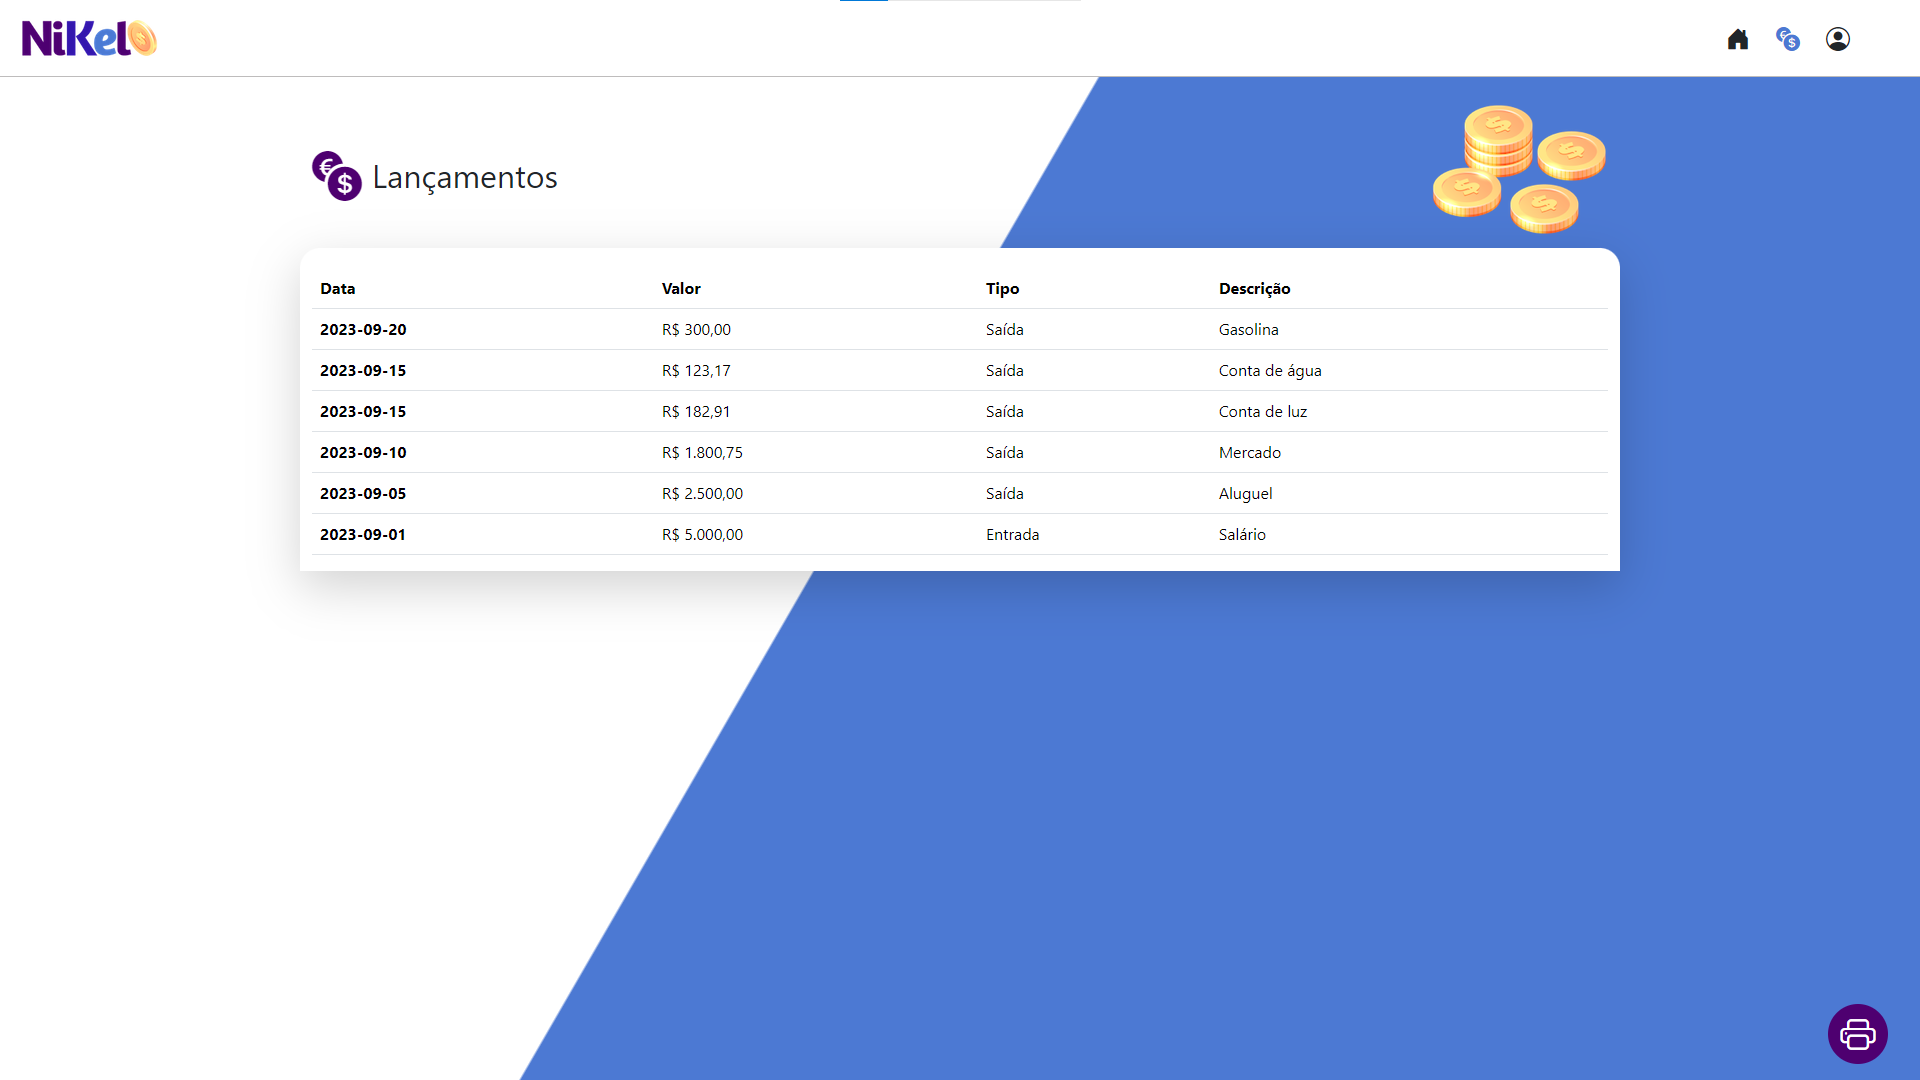 NiKel
Lançamentos
Data Valor Tipo Descrição
2023-09-20 R$ 300,00 Saída Gasolina
2023-09-15 R$ 123,17 Saída Conta de água
2023-09-15 R$ 182,91 Saída Conta de luz
2023-09-10 R$ 1.800,75 Saída Mercado
2023-09-05 R$ 2.500,00 Saída Aluguel
2023-09-01 R$ 5.000,00 Entrada Salário